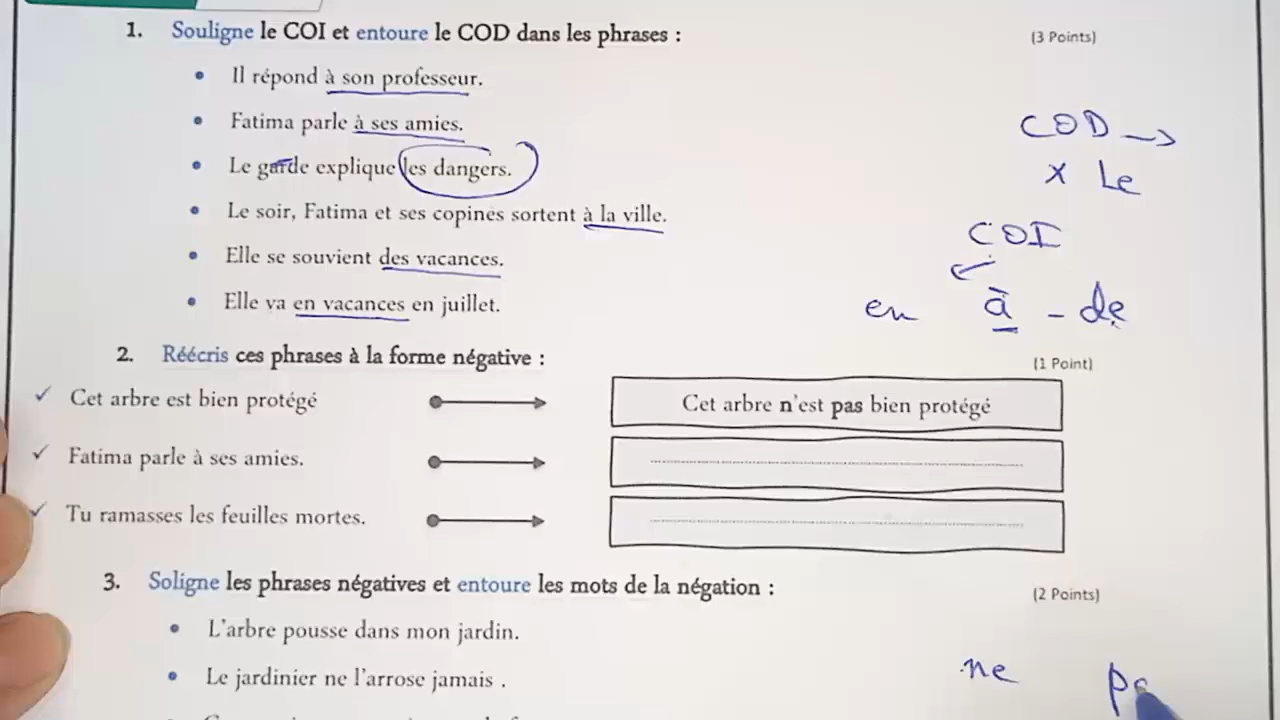 1. Souligne le COI et entoure le COD dans les phrases :
(3 Points)
• Il répond à son professeur.
• Fatima parle à ses amies.
• Le garde explique les dangers.
• Le soir, Fatima et ses copines sortent à la ville.
• Elle se souvient des vacances.
• Elle va en vacances en juillet.
COD →
x Le
COI
en à - de
2. Réécris ces phrases à la forme négative :
(1 Point)
✓ Cet arbre est bien protégé
Cet arbre n'est pas bien protégé
✓ Fatima parle à ses amies.
✓ Tu ramasses les feuilles mortes.
3. Soligne les phrases négatives et entoure les mots de la négation :
(2 Points)
• L'arbre pousse dans mon jardin.
• Le jardinier ne l'arrose jamais .
ne